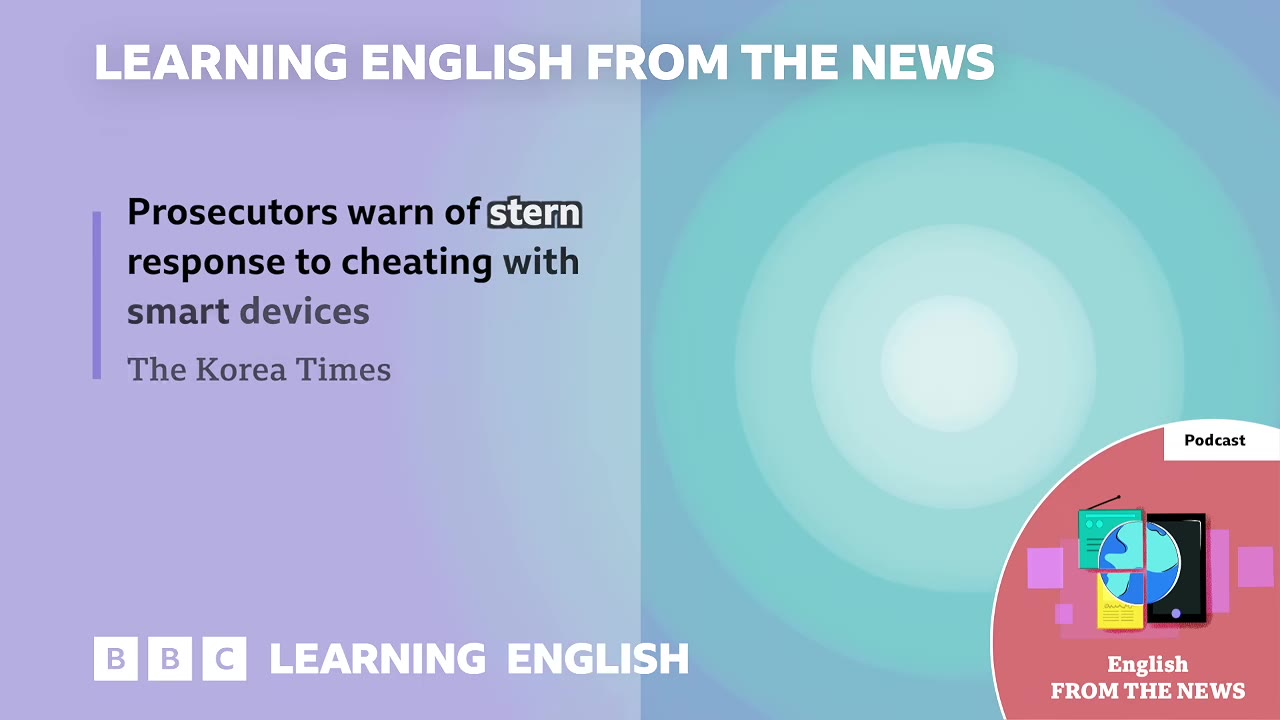 LEARNING ENGLISH FROM THE NEWS
Prosecutors warn of stern
response to cheating with
smart devices
The Korea Times
Podcast
English
FROM THE NEWS
BBC LEARNING ENGLISH